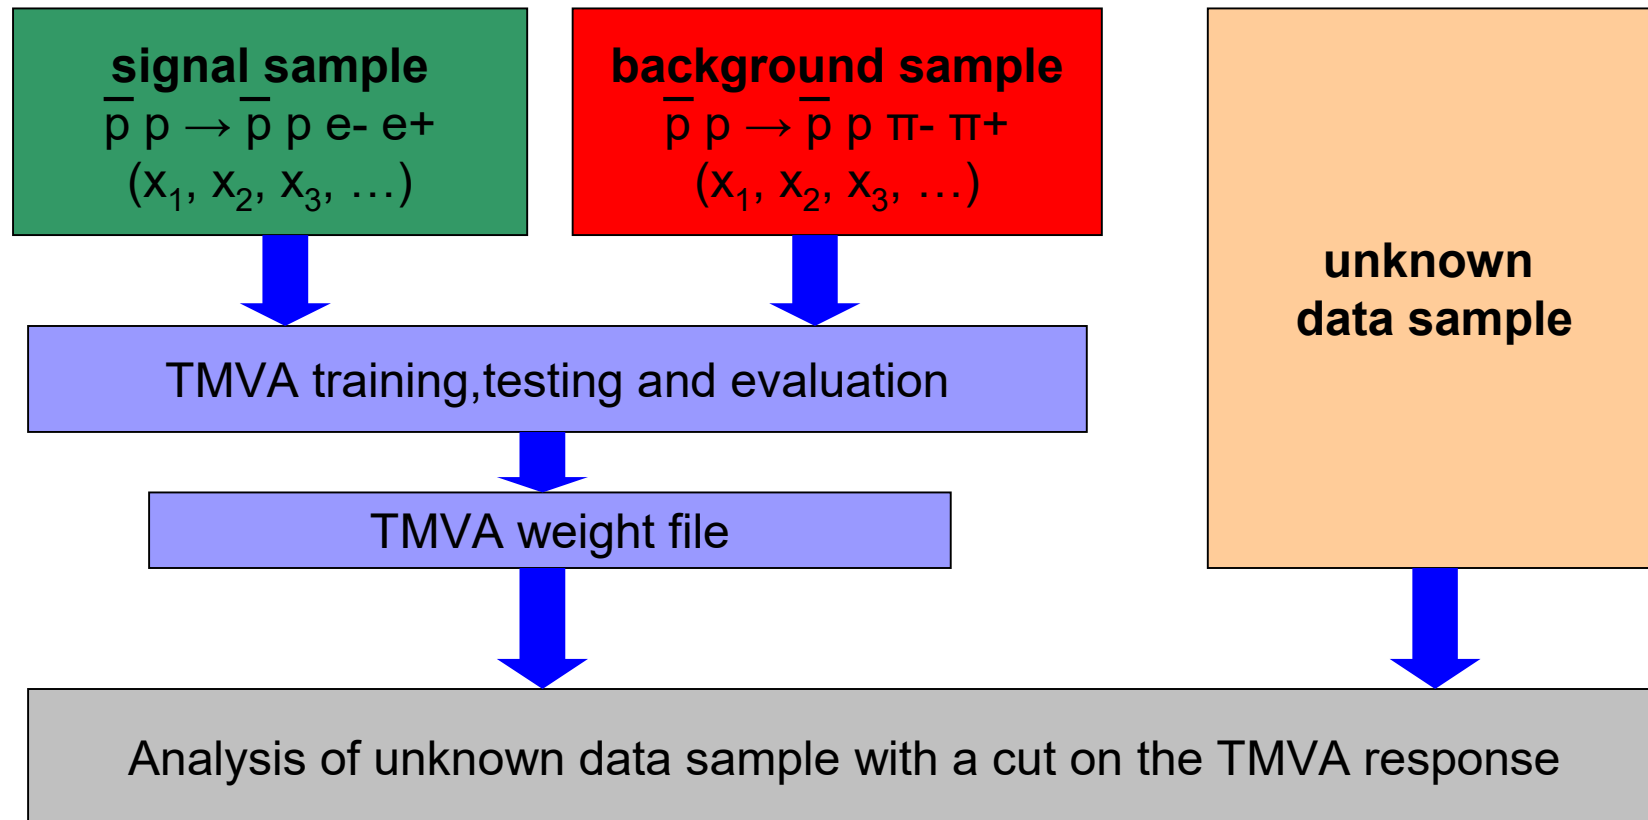 signal sample
p̅ p → p̅ p e- e+
(x₁, x₂, x₃, …)
background sample
p̅ p → p̅ p π- π+
(x₁, x₂, x₃, …)
unknown
data sample
TMVA training,testing and evaluation
TMVA weight file
Analysis of unknown data sample with a cut on the TMVA response